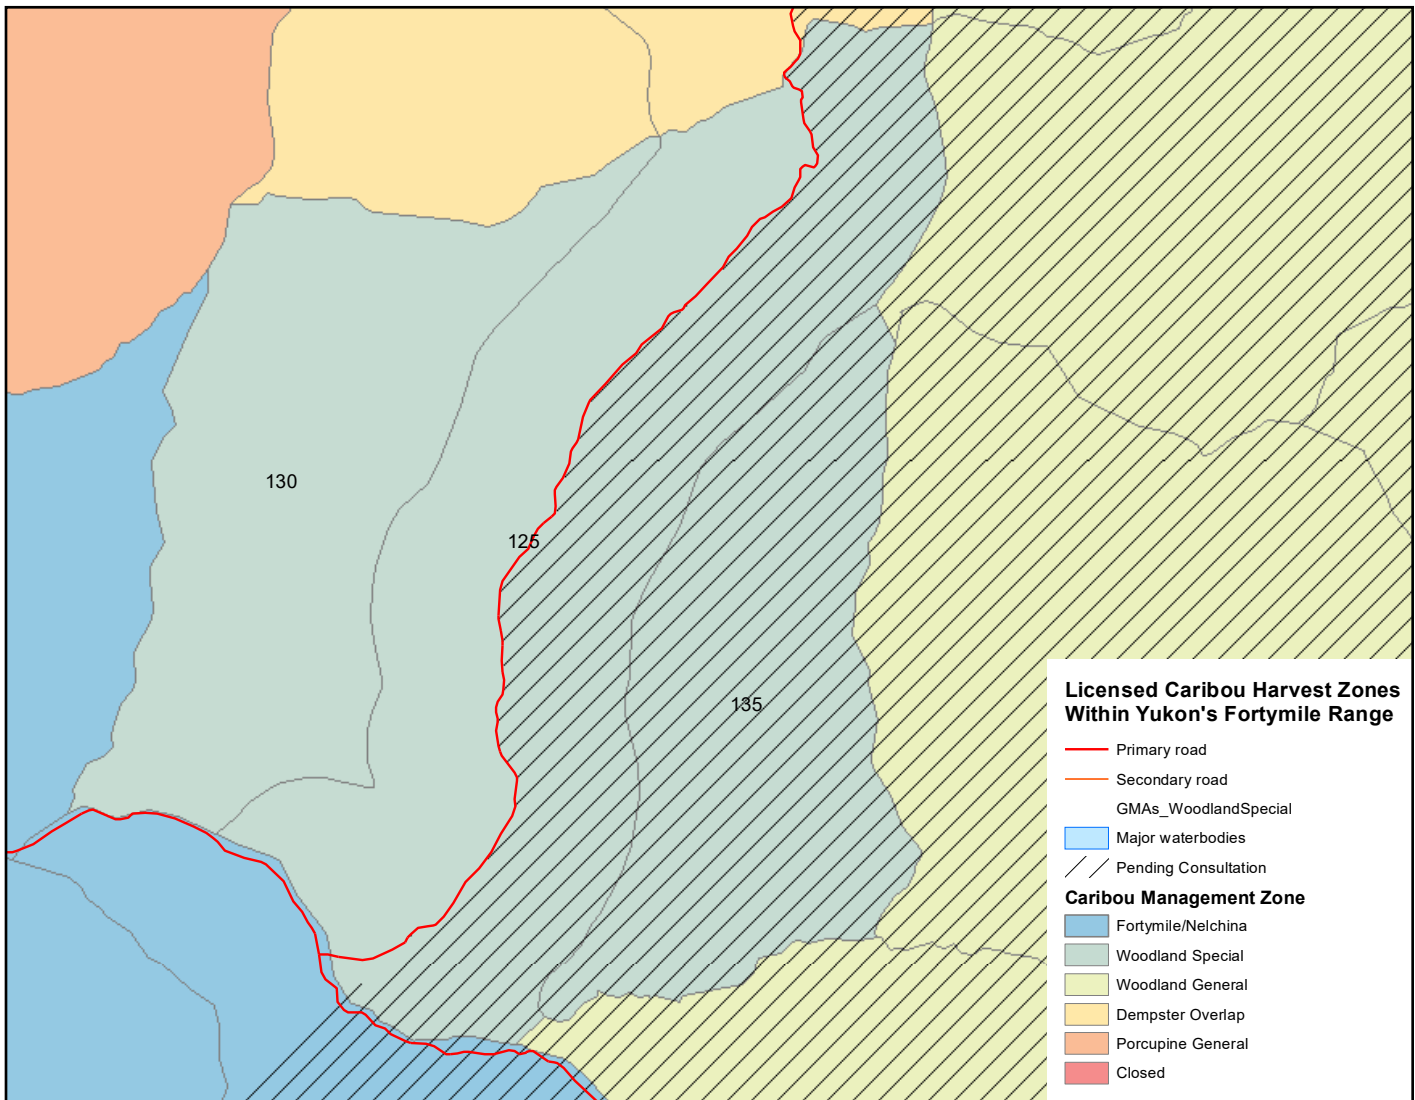 130
125
135
Licensed Caribou Harvest Zones
Within Yukon's Fortymile Range
Primary road
Secondary road
GMAs_WoodlandSpecial
Major waterbodies
Pending Consultation
Caribou Management Zone
Fortymile/Nelchina
Woodland Special
Woodland General
Dempster Overlap
Porcupine General
Closed